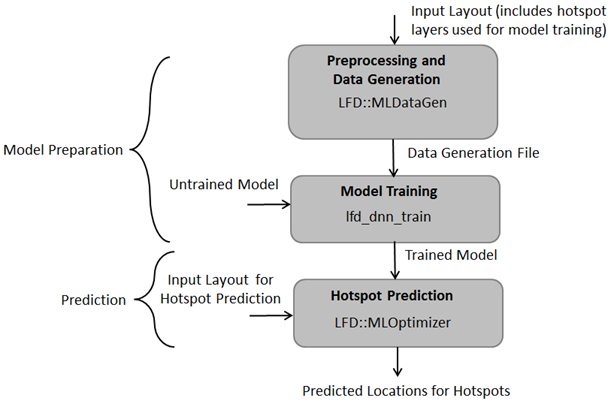 Input Layout (includes hotspot
layers used for model training)
Preprocessing and
Data Generation
LFD::MLDataGen
Data Generation File
Model Preparation
Untrained Model
Model Training
lfd_dnn_train
Trained Model
Input Layout for
Hotspot Prediction
Prediction
Hotspot Prediction
LFD::MLOptimizer
Predicted Locations for Hotspots